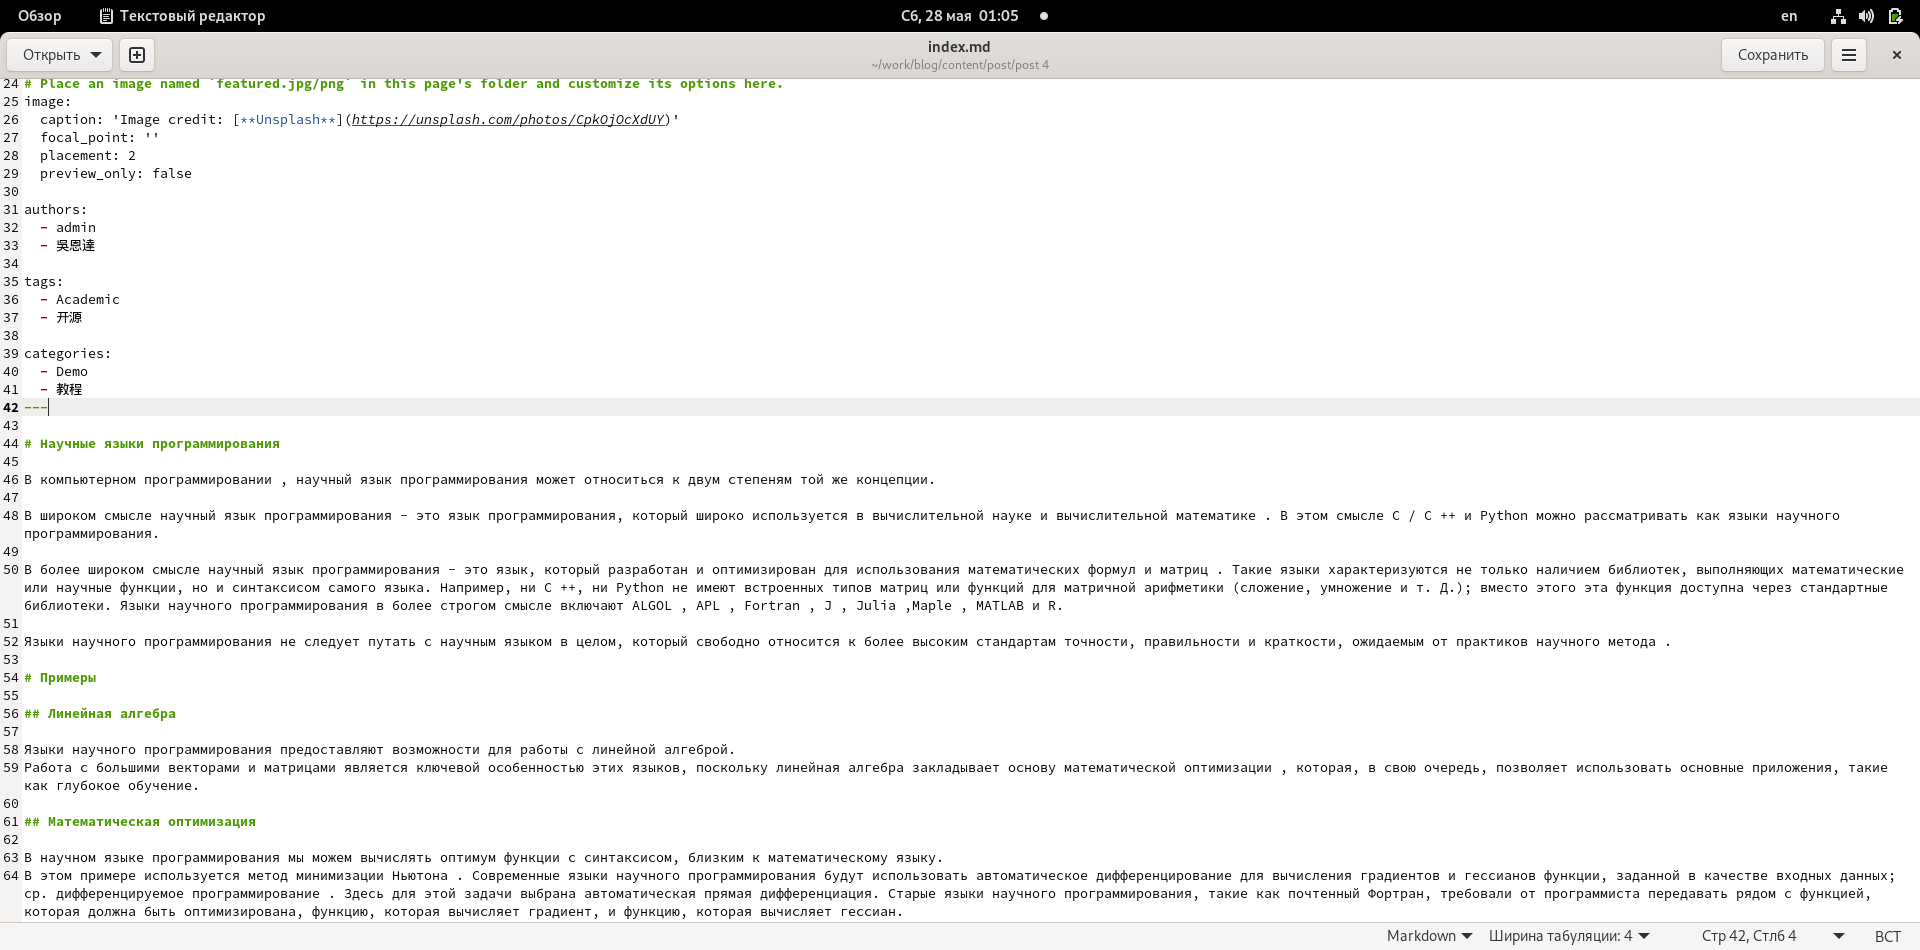 Обзор Текстовый редактор Сб, 28 мая 01:05 en
Открыть index.md Сохранить
~/work/blog/content/post/post 4
24 # Place an image named `featured.jpg/png` in this page's folder and customize its options here.
25 image:
26   caption: 'Image credit: [**Unsplash**](https://unsplash.com/photos/CpkOjOcXdUY)'
27   focal_point: ''
28   placement: 2
29   preview_only: false
30
31 authors:
32   - admin
33   - 吳恩達
34
35 tags:
36   - Academic
37   - 开源
38
39 categories:
40   - Demo
41   - 教程
42 ---
43
44 # Научные языки программирования
45
46 В компьютерном программировании , научный язык программирования может относиться к двум степеням той же концепции.
47
48 В широком смысле научный язык программирования - это язык программирования, который широко используется в вычислительной науке и вычислительной математике . В этом смысле C / C ++ и Python можно рассматривать как языки научного
программирования.
49
50 В более широком смысле научный язык программирования - это язык, который разработан и оптимизирован для использования математических формул и матриц . Такие языки характеризуются не только наличием библиотек, выполняющих математические
или научные функции, но и синтаксисом самого языка. Например, ни C ++, ни Python не имеют встроенных типов матриц или функций для матричной арифметики (сложение, умножение и т. Д.); вместо этого эта функция доступна через стандартные
библиотеки. Языки научного программирования в более строгом смысле включают ALGOL , APL , Fortran , J , Julia ,Maple , MATLAB и R.
51
52 Языки научного программирования не следует путать с научным языком в целом, который свободно относится к более высоким стандартам точности, правильности и краткости, ожидаемым от практиков научного метода .
53
54 # Примеры
55
56 ## Линейная алгебра
57
58 Языки научного программирования предоставляют возможности для работы с линейной алгеброй.
59 Работа с большими векторами и матрицами является ключевой особенностью этих языков, поскольку линейная алгебра закладывает основу математической оптимизации , которая, в свою очередь, позволяет использовать основные приложения, такие
как глубокое обучение.
60
61 ## Математическая оптимизация
62
63 В научном языке программирования мы можем вычислять оптимум функции с синтаксисом, близким к математическому языку.
64 В этом примере используется метод минимизации Ньютона . Современные языки научного программирования будут использовать автоматическое дифференцирование для вычисления градиентов и гессианов функции, заданной в качестве входных данных;
ср. дифференцируемое программирование . Здесь для этой задачи выбрана автоматическая прямая дифференциация. Старые языки научного программирования, такие как почтенный Фортран, требовали от программиста передавать рядом с функцией,
которая должна быть оптимизирована, функцию, которая вычисляет градиент, и функцию, которая вычисляет гессиан.
Markdown Ширина табуляции: 4 Стр 42, Стлб 4 ВСТ